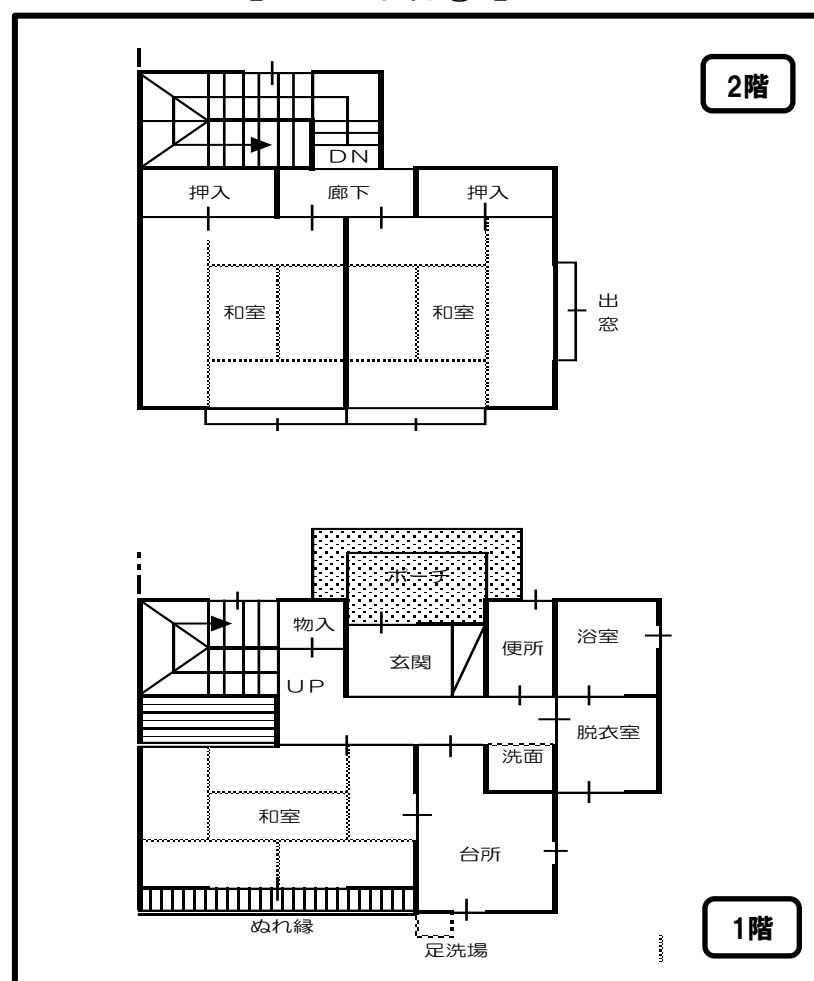 2階
DN
押入
廊下
押入
和室
和室
出窓
ポーチ
物入
玄関
便所
浴室
UP
洗面
脱衣室
和室
台所
ぬれ縁
足洗場
1階